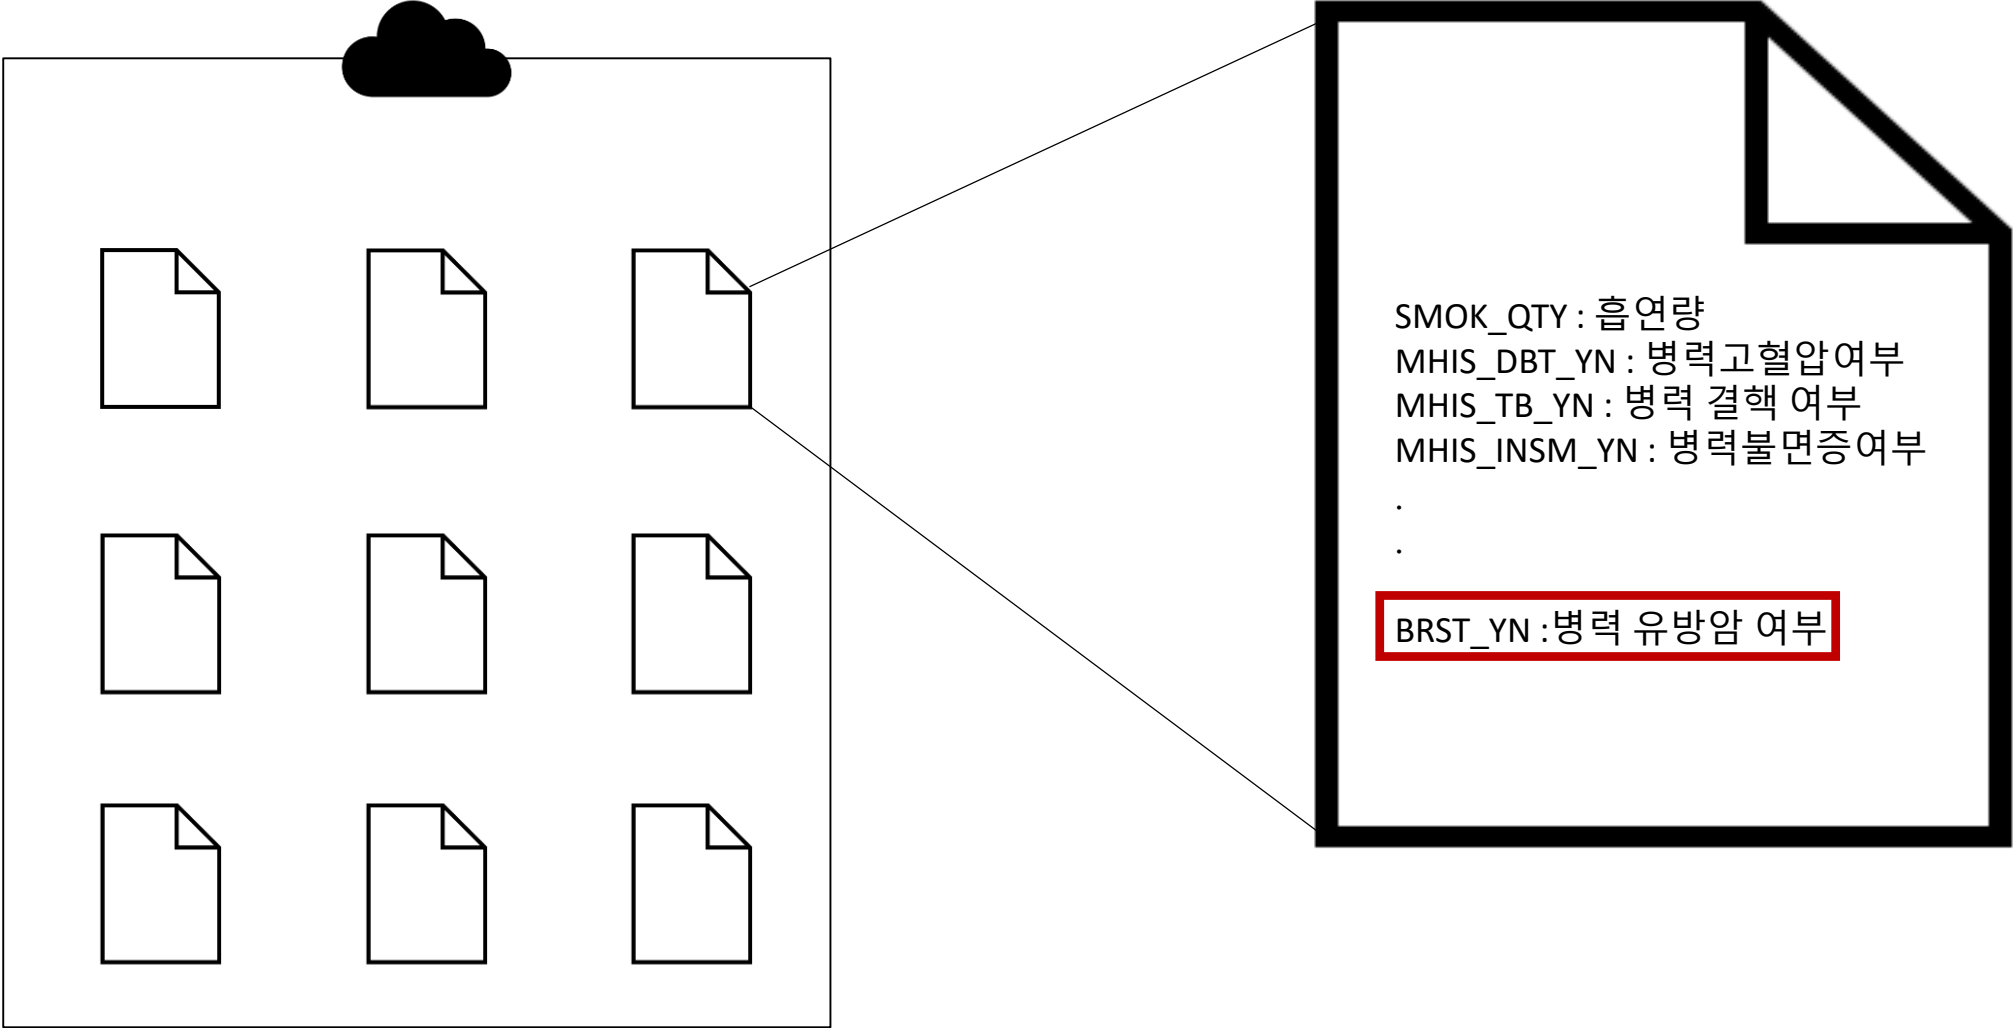 SMOK_QTY : 흡연량
MHIS_DBT_YN : 병력고혈압여부
MHIS_TB_YN : 병력 결핵 여부
MHIS_INSM_YN : 병력불면증여부
.
.
BRST_YN :병력 유방암 여부